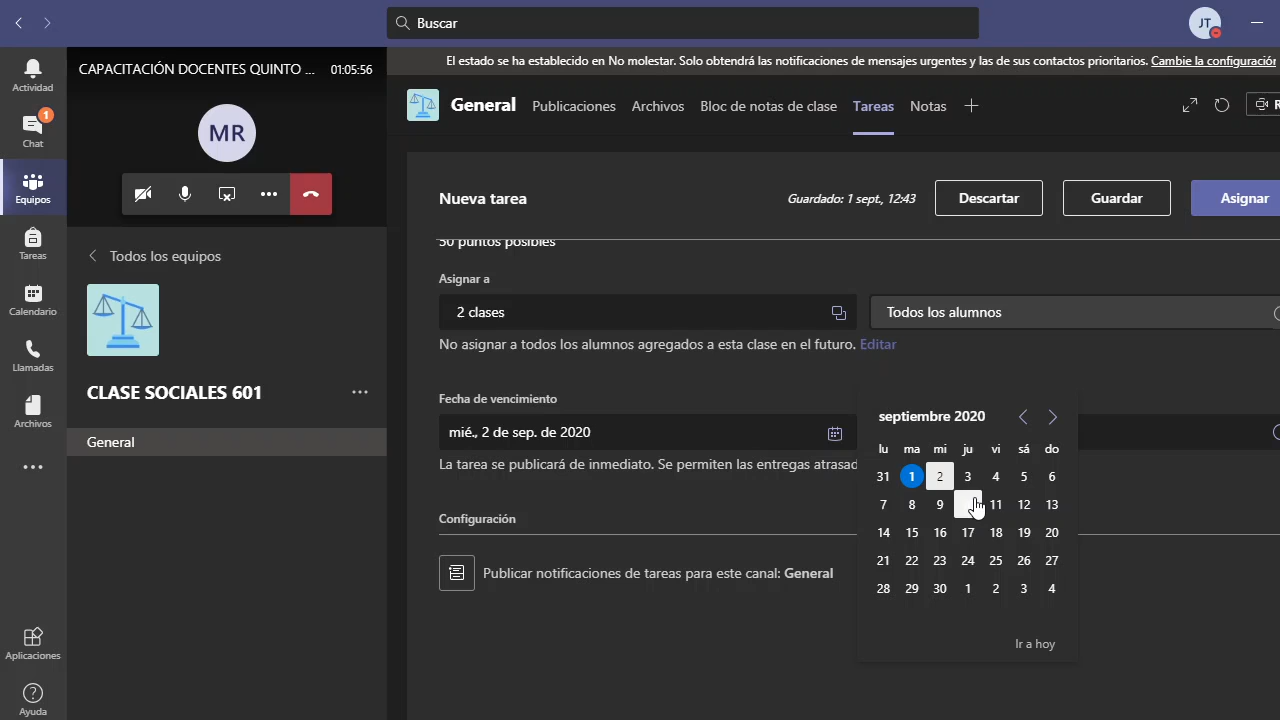 Buscar
JT
Actividad
1
Chat
Equipos
Tareas
Calendario
Llamadas
Archivos
Aplicaciones
Ayuda
CAPACITACIÓN DOCENTES QUINTO ... 01:05:56
MR
Todos los equipos
CLASE SOCIALES 601
General
El estado se ha establecido en No molestar. Solo obtendrá las notificaciones de mensajes urgentes y las de sus contactos prioritarios. Cambie la configuración
General Publicaciones Archivos Bloc de notas de clase Tareas Notas
R
Nueva tarea Guardado: 1 sept., 12:43 Descartar Guardar Asignar
50 puntos posibles
Asignar a
2 clases Todos los alumnos
No asignar a todos los alumnos agregados a esta clase en el futuro. Editar
Fecha de vencimiento
mié., 2 de sep. de 2020
La tarea se publicará de inmediato. Se permiten las entregas atrasad
Configuración
Publicar notificaciones de tareas para este canal: General
septiembre 2020
lu ma mi ju vi sá do
31 1 2 3 4 5 6
7 8 9 11 12 13
14 15 16 17 18 19 20
21 22 23 24 25 26 27
28 29 30 1 2 3 4
Ir a hoy